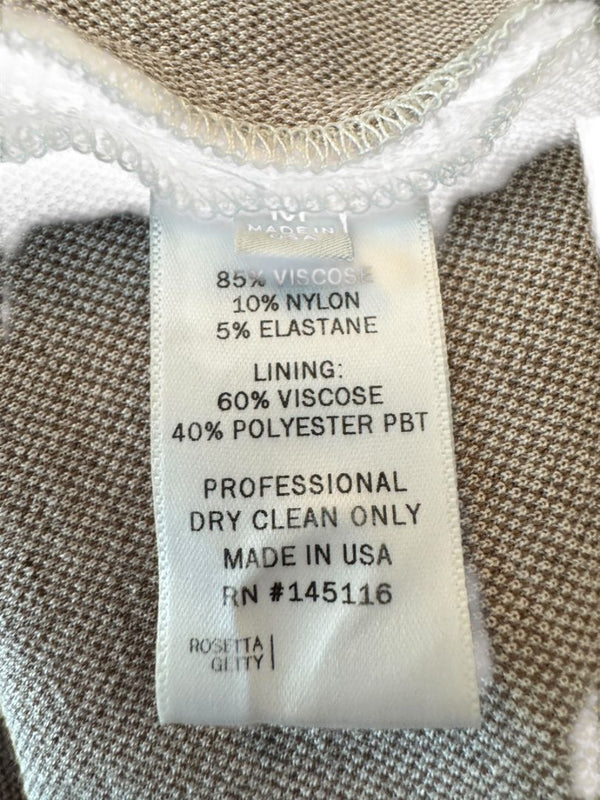 M
MADE IN
USA
85% VISCOSE
10% NYLON
5% ELASTANE
LINING:
60% VISCOSE
40% POLYESTER PBT
PROFESSIONAL
DRY CLEAN ONLY
MADE IN USA
RN #145116
ROSETTA
GETTY